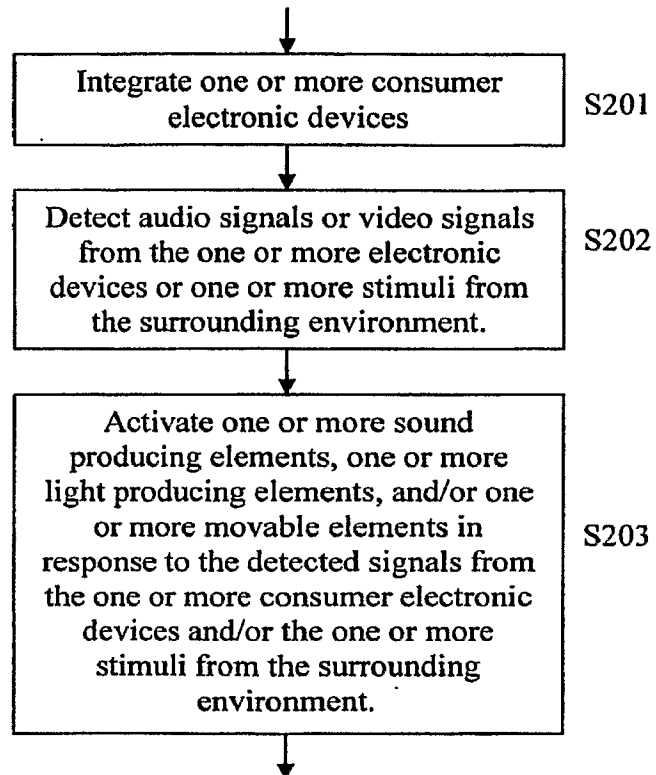 Integrate one or more consumer
electronic devices
S201
Detect audio signals or video signals
from the one or more electronic
devices or one or more stimuli from
the surrounding environment.
S202
Activate one or more sound
producing elements, one or more
light producing elements, and/or one
or more movable elements in
response to the detected signals from
the one or more consumer electronic
devices and/or the one or more
stimuli from the surrounding
environment.
S203